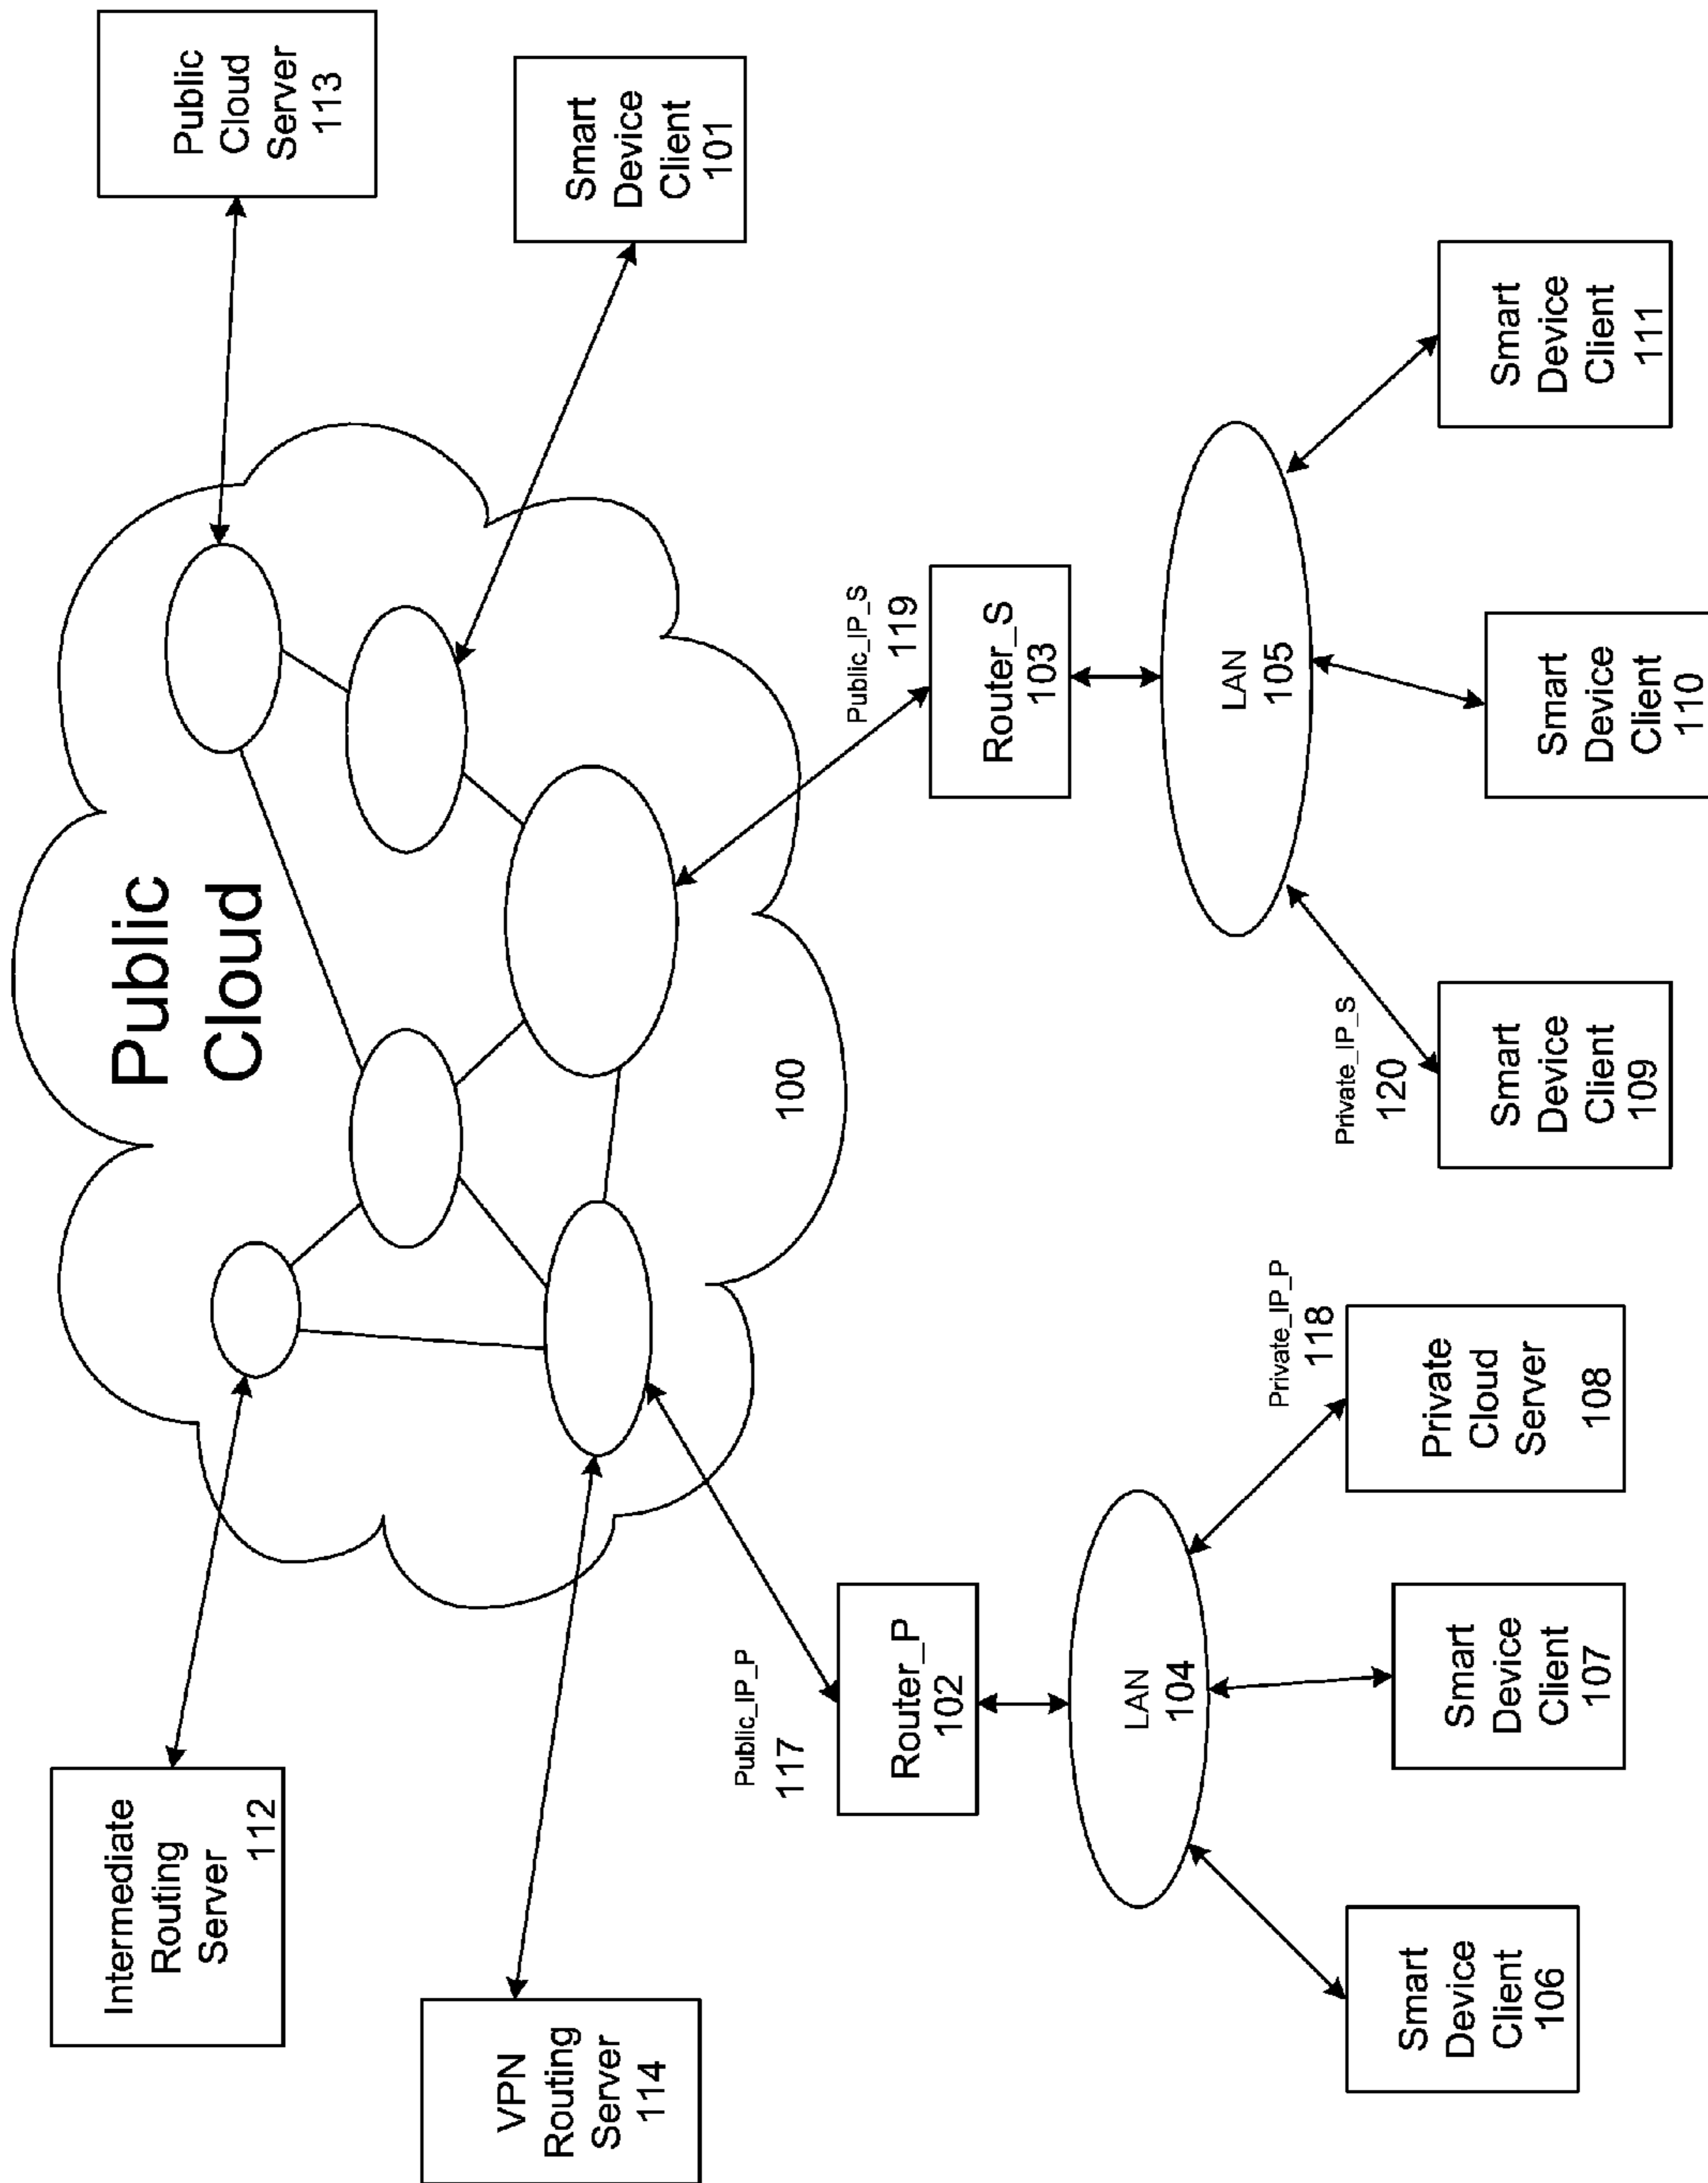 Public
Cloud
100
Intermediate
Routing
Server
112
VPN
Routing
Server
114
Public
Cloud
Server
113
Smart
Device
Client
101
Public_IP_P
117
Router_P
102
LAN
104
Smart
Device
Client
106
Smart
Device
Client
107
Private_IP_P
118
Private
Cloud
Server
108
Public_IP_S
119
Router_S
103
LAN
105
Private_IP_S
120
Smart
Device
Client
109
Smart
Device
Client
110
Smart
Device
Client
111